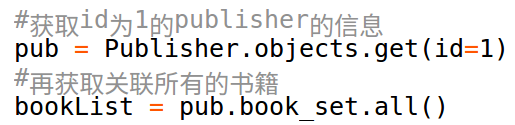 #获取id为1的publisher的信息
pub = Publisher.objects.get(id=1)
#再获取关联所有的书籍
bookList = pub.book_set.all()